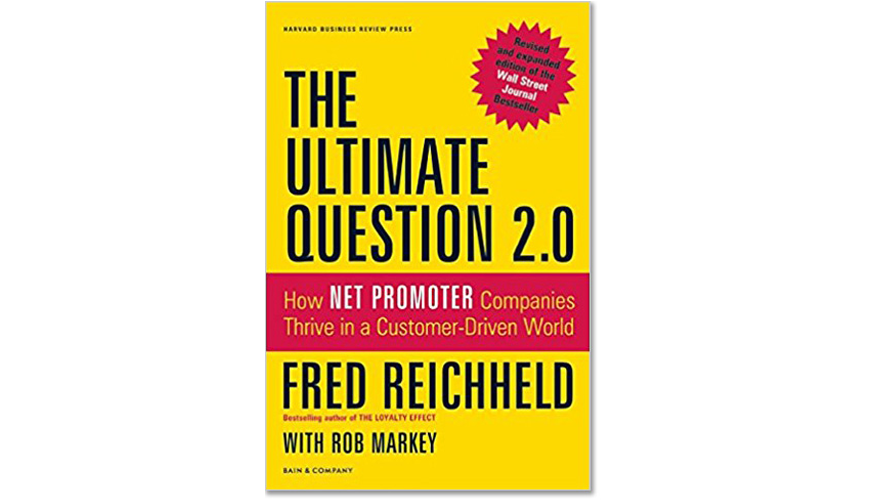 HARVARD BUSINESS REVIEW PRESS
Revised
and expanded
edition of the
Wall Street
Journal
Bestseller
THE
ULTIMATE
QUESTION 2.0
How NET PROMOTER Companies
Thrive in a Customer-Driven World
FRED REICHHELD
Bestselling author of THE LOYALTY EFFECT
WITH ROB MARKEY
BAIN & COMPANY